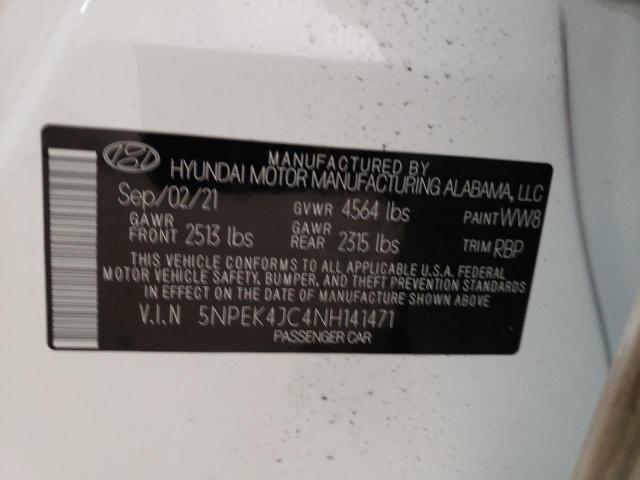 MANUFACTURED BY
HYUNDAI MOTOR MANUFACTURING ALABAMA, LLC
Sep/02/21 GVWR 4564 lbs PAINT WW8
GAWR FRONT 2513 lbs GAWR REAR 2315 lbs TRIM RBP
THIS VEHICLE CONFORMS TO ALL APPLICABLE U.S.A. FEDERAL
MOTOR VEHICLE SAFETY, BUMPER, AND THEFT PREVENTION STANDARDS
IN EFFECT ON THE DATE OF MANUFACTURE SHOWN ABOVE
V.I.N 5NPEK4JC4NH141471
PASSENGER CAR